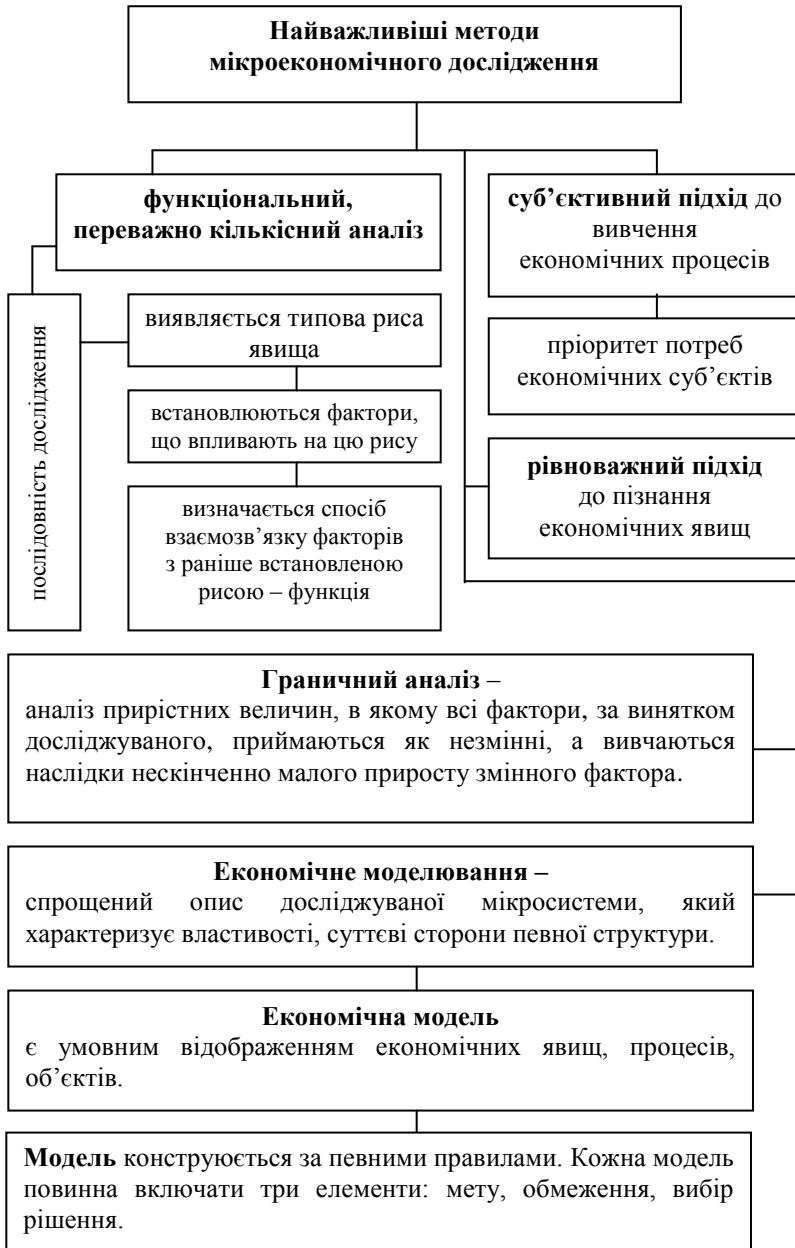 Найважливіші методи
мікроекономічного дослідження
функціональний,
переважно кількісний аналіз
послідовність дослідження
виявляється типова риса
явища
встановлюються фактори,
що впливають на цю рису
визначається спосіб
взаємозв’язку факторів
з раніше встановленою
рисою – функція
суб’єктивний підхід до
вивчення
економічних процесів
пріоритет потреб
економічних суб’єктів
рівноважний підхід
до пізнання
економічних явищ
Граничний аналіз –
аналіз прирістних величин, в якому всі фактори, за винятком
досліджуваного, приймаються як незмінні, а вивчаються
наслідки нескінченно малого приросту змінного фактора.
Економічне моделювання –
спрощений опис досліджуваної мікросистеми, який
характеризує властивості, суттєві сторони певної структури.
Економічна модель
є умовним відображенням економічних явищ, процесів,
об’єктів.
Модель конструюється за певними правилами. Кожна модель
повинна включати три елементи: мету, обмеження, вибір
рішення.